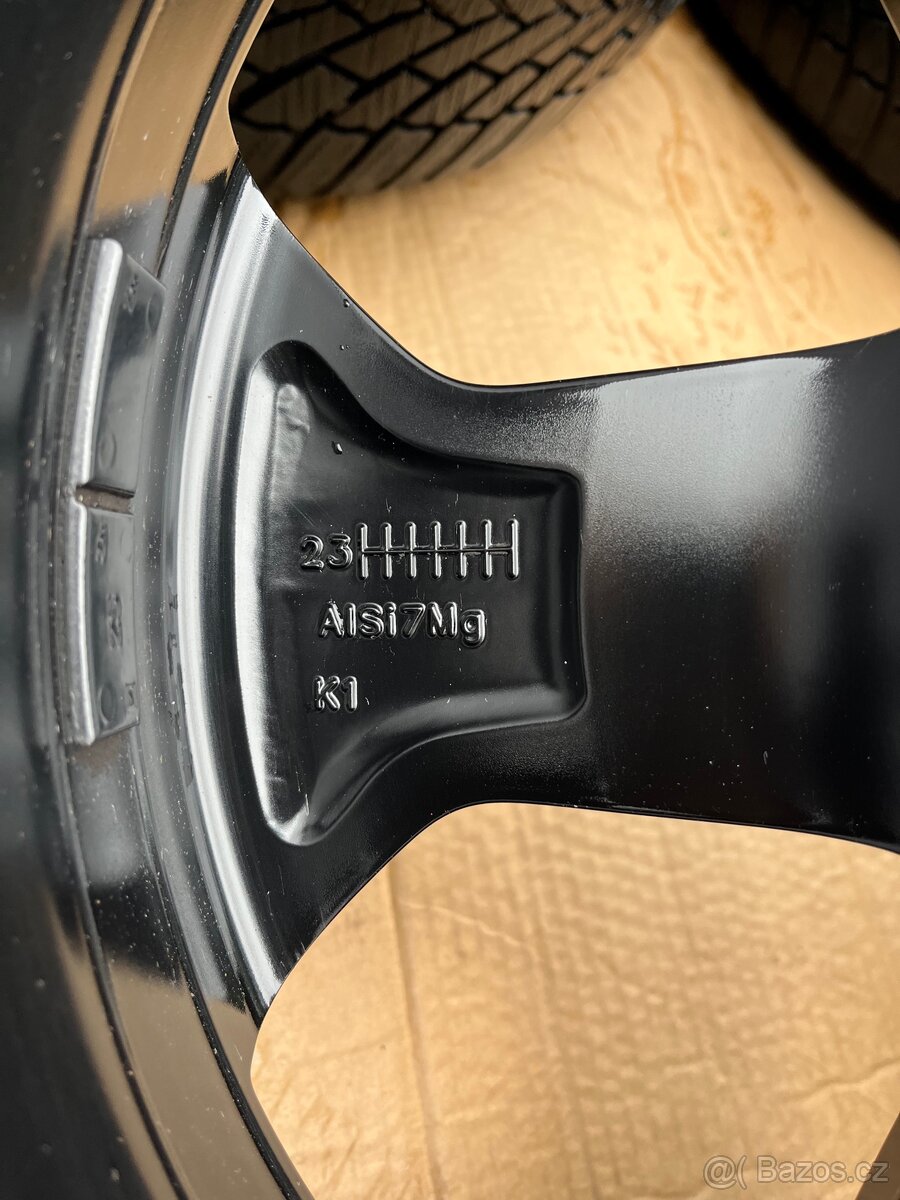 23
AlSi7Mg
K1
@( Bazos.cz